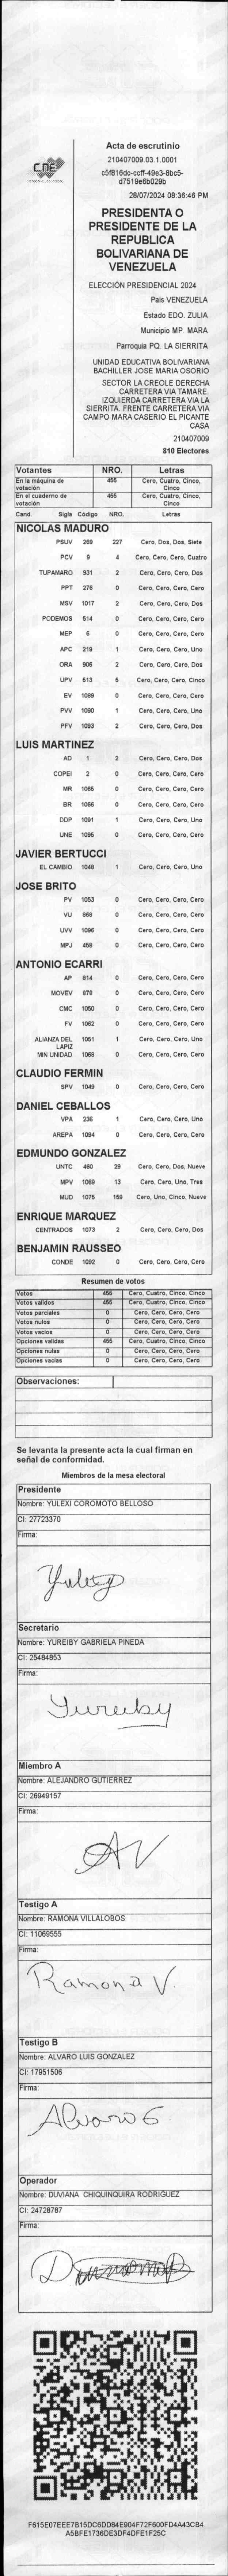 CNE
Acta de escrutinio
210407009.03.1.0001
c5f816dc-ccff-49e3-8bc5-
d7519e6b029b
28/07/2024 08:36:46 PM
PRESIDENTA O
PRESIDENTE DE LA
REPUBLICA
BOLIVARIANA DE
VENEZUELA
ELECCIÓN PRESIDENCIAL 2024
País VENEZUELA
Estado EDO. ZULIA
Municipio MP. MARA
Parroquia PQ. LA SIERRITA
UNIDAD EDUCATIVA BOLIVARIANA
BACHILLER JOSE MARIA OSORIO
SECTOR LA CREOLE DERECHA
CARRETERA VIA TAMARE.
IZQUIERDA CARRETERA VIA LA
SIERRITA. FRENTE CARRETERA VIA
CAMPO MARA CASERIO EL PICANTE
CASA
210407009
810 Electores
Votantes NRO. Letras
En la máquina de votación 455 Cero, Cuatro, Cinco, Cinco
En el cuaderno de votación 455 Cero, Cuatro, Cinco, Cinco
Cand. Sigla Código NRO. Letras
NICOLAS MADURO
PSUV 269 227 Cero, Dos, Dos, Siete
PCV 9 4 Cero, Cero, Cero, Cuatro
TUPAMARO 931 2 Cero, Cero, Cero, Dos
PPT 276 0 Cero, Cero, Cero, Cero
MSV 1017 2 Cero, Cero, Cero, Dos
PODEMOS 514 0 Cero, Cero, Cero, Cero
MEP 6 0 Cero, Cero, Cero, Cero
APC 219 1 Cero, Cero, Cero, Uno
ORA 906 2 Cero, Cero, Cero, Dos
UPV 513 5 Cero, Cero, Cero, Cinco
EV 1089 0 Cero, Cero, Cero, Cero
PVV 1090 1 Cero, Cero, Cero, Uno
PFV 1093 2 Cero, Cero, Cero, Dos
LUIS MARTINEZ
AD 1 2 Cero, Cero, Cero, Dos
COPEI 2 0 Cero, Cero, Cero, Cero
MR 1065 0 Cero, Cero, Cero, Cero
BR 1066 0 Cero, Cero, Cero, Cero
DDP 1091 1 Cero, Cero, Cero, Uno
UNE 1095 0 Cero, Cero, Cero, Cero
JAVIER BERTUCCI
EL CAMBIO 1048 1 Cero, Cero, Cero, Uno
JOSE BRITO
PV 1053 0 Cero, Cero, Cero, Cero
VU 868 0 Cero, Cero, Cero, Cero
UVV 1096 0 Cero, Cero, Cero, Cero
MPJ 458 0 Cero, Cero, Cero, Cero
ANTONIO ECARRI
AP 814 0 Cero, Cero, Cero, Cero
MOVEV 878 0 Cero, Cero, Cero, Cero
CMC 1050 0 Cero, Cero, Cero, Cero
FV 1062 0 Cero, Cero, Cero, Cero
ALIANZA DEL LAPIZ 1051 1 Cero, Cero, Cero, Uno
MIN UNIDAD 1068 0 Cero, Cero, Cero, Cero
CLAUDIO FERMIN
SPV 1049 0 Cero, Cero, Cero, Cero
DANIEL CEBALLOS
VPA 236 1 Cero, Cero, Cero, Uno
AREPA 1094 0 Cero, Cero, Cero, Cero
EDMUNDO GONZALEZ
UNTC 460 29 Cero, Cero, Dos, Nueve
MPV 1069 13 Cero, Cero, Uno, Tres
MUD 1075 159 Cero, Uno, Cinco, Nueve
ENRIQUE MARQUEZ
CENTRADOS 1073 2 Cero, Cero, Cero, Dos
BENJAMIN RAUSSEO
CONDE 1092 0 Cero, Cero, Cero, Cero
Resumen de votos
Votos 455 Cero, Cuatro, Cinco, Cinco
Votos validos 455 Cero, Cuatro, Cinco, Cinco
Votos parciales 0 Cero, Cero, Cero, Cero
Votos nulos 0 Cero, Cero, Cero, Cero
Votos vacios 0 Cero, Cero, Cero, Cero
Opciones validas 455 Cero, Cuatro, Cinco, Cinco
Opciones nulas 0 Cero, Cero, Cero, Cero
Opciones vacias 0 Cero, Cero, Cero, Cero
Observaciones:
Se levanta la presente acta la cual firman en
señal de conformidad.
Miembros de la mesa electoral
Presidente
Nombre: YULEXI COROMOTO BELLOSO
CI: 27723370
Firma:
Secretario
Nombre: YUREIBY GABRIELA PINEDA
CI: 25484853
Firma:
Yureiby
Miembro A
Nombre: ALEJANDRO GUTIERREZ
CI: 26949157
Firma:
Testigo A
Nombre: RAMONA VILLALOBOS
CI: 11069555
Firma:
Ramona V.
Testigo B
Nombre: ALVARO LUIS GONZALEZ
CI: 17951506
Firma:
Alvaro G
Operador
Nombre: DUVIANA CHIQUINQUIRA RODRIGUEZ
CI: 24728787
Firma:
F615E07EEE7B15DC6DD84E904F72F600FD4A43CB4
A5BFE1736DE3DF4DFE1F25C